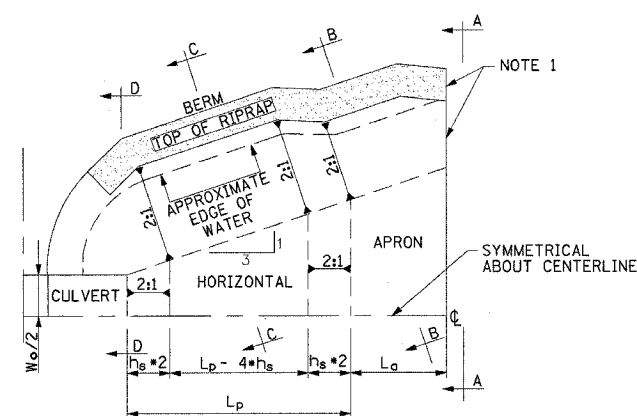 A
C
B
NOTE 1
D
BERM
TOP OF RIPRAP
2:1
APPROXIMATE
EDGE OF
WATER
2:1
2:1
1
3
APRON
SYMMETRICAL
ABOUT CENTERLINE
CULVERT
2:1
HORIZONTAL
2:1
℄
Wo/2
D
C
B
hs*2
Lp - 4*hs
hs*2
La
A
Lp